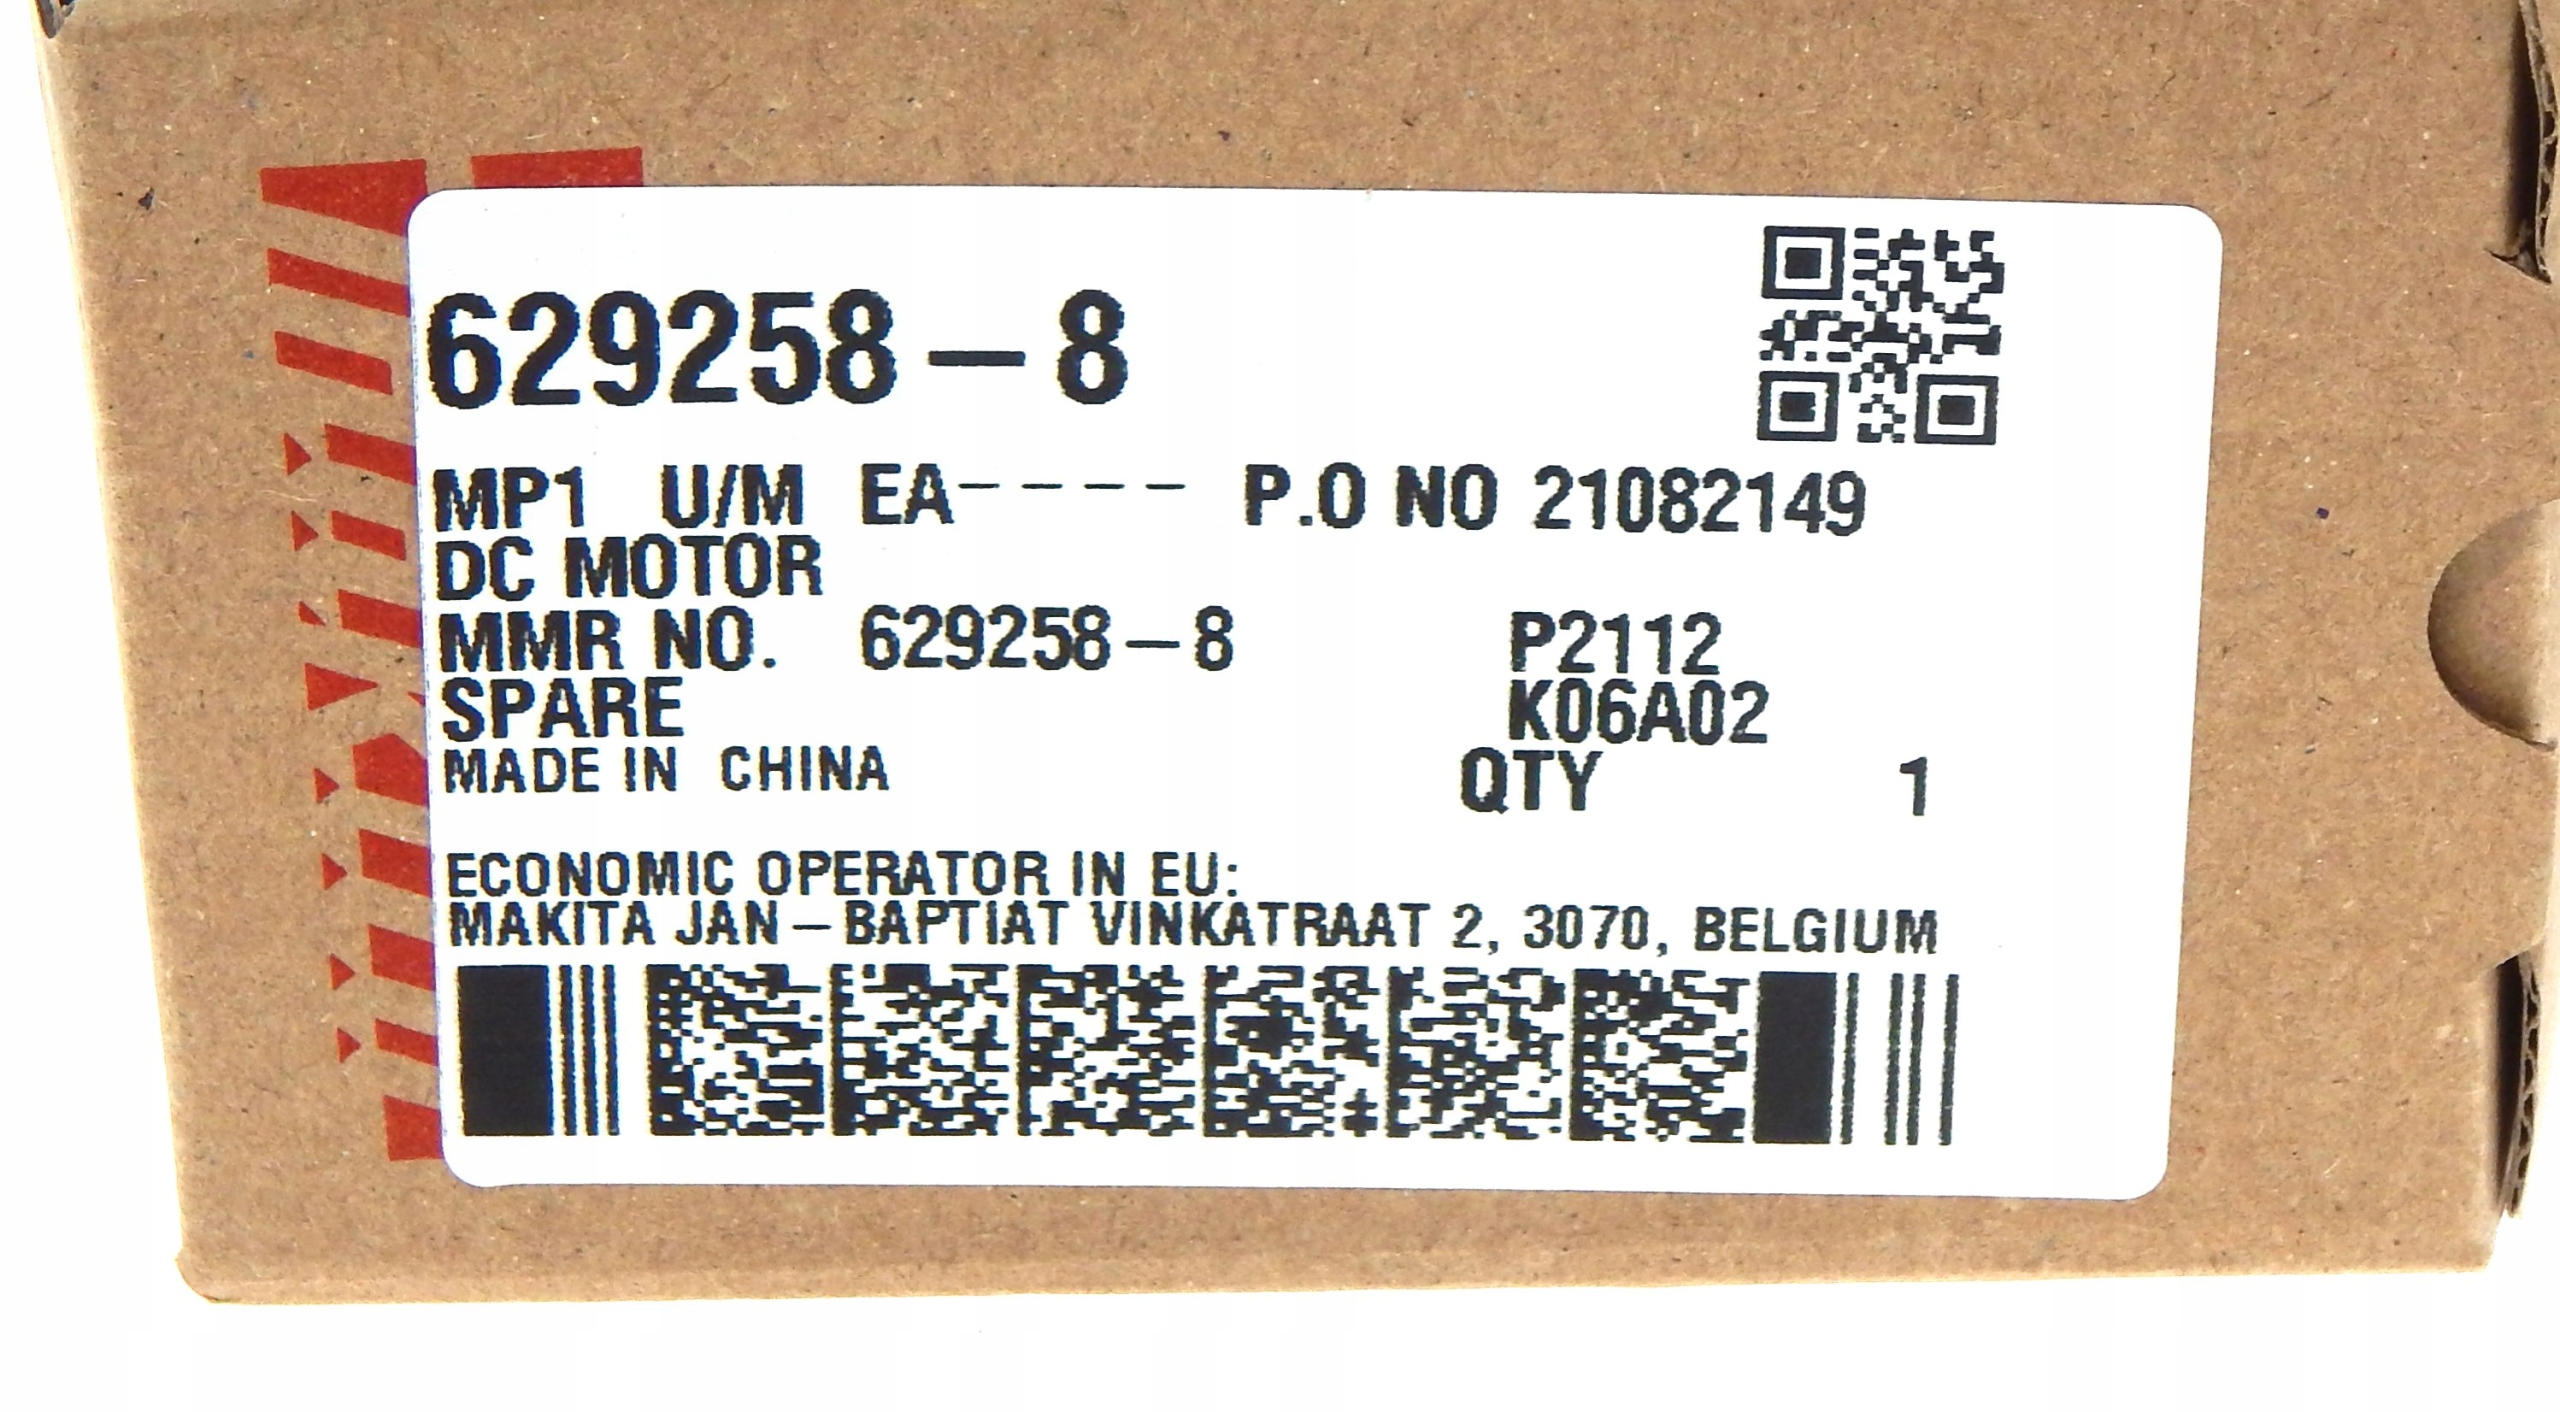 629258-8
MP1 U/M EA---- P.O NO 21082149
DC MOTOR
MMR NO. 629258-8 P2112
SPARE K06A02
MADE IN CHINA QTY 1
ECONOMIC OPERATOR IN EU:
MAKITA JAN-BAPTIAT VINKATRAAT 2, 3070, BELGIUM